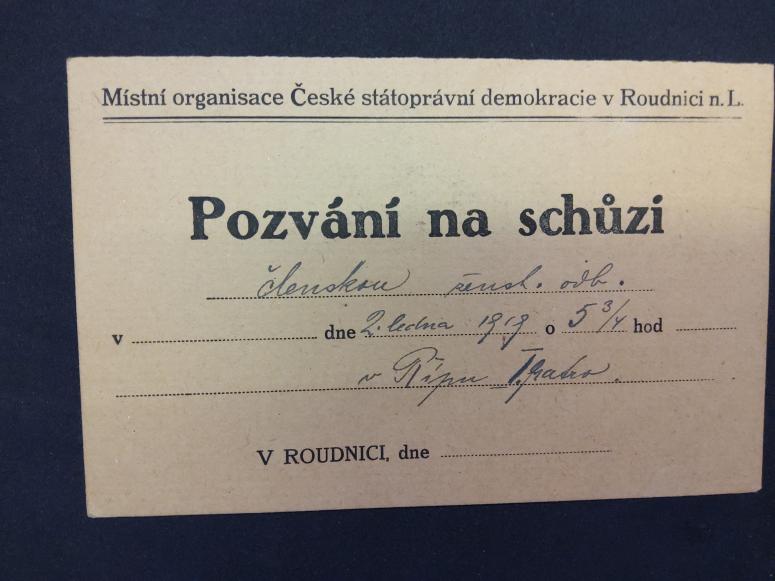 Místní organisace České státoprávní demokracie v Roudnici n. L.
Pozvání na schůzi
členskou žensk. odb.
v dne 2. ledna 1919 o 5 3/4 hod
v Řípu I. patro.
V ROUDNICI, dne